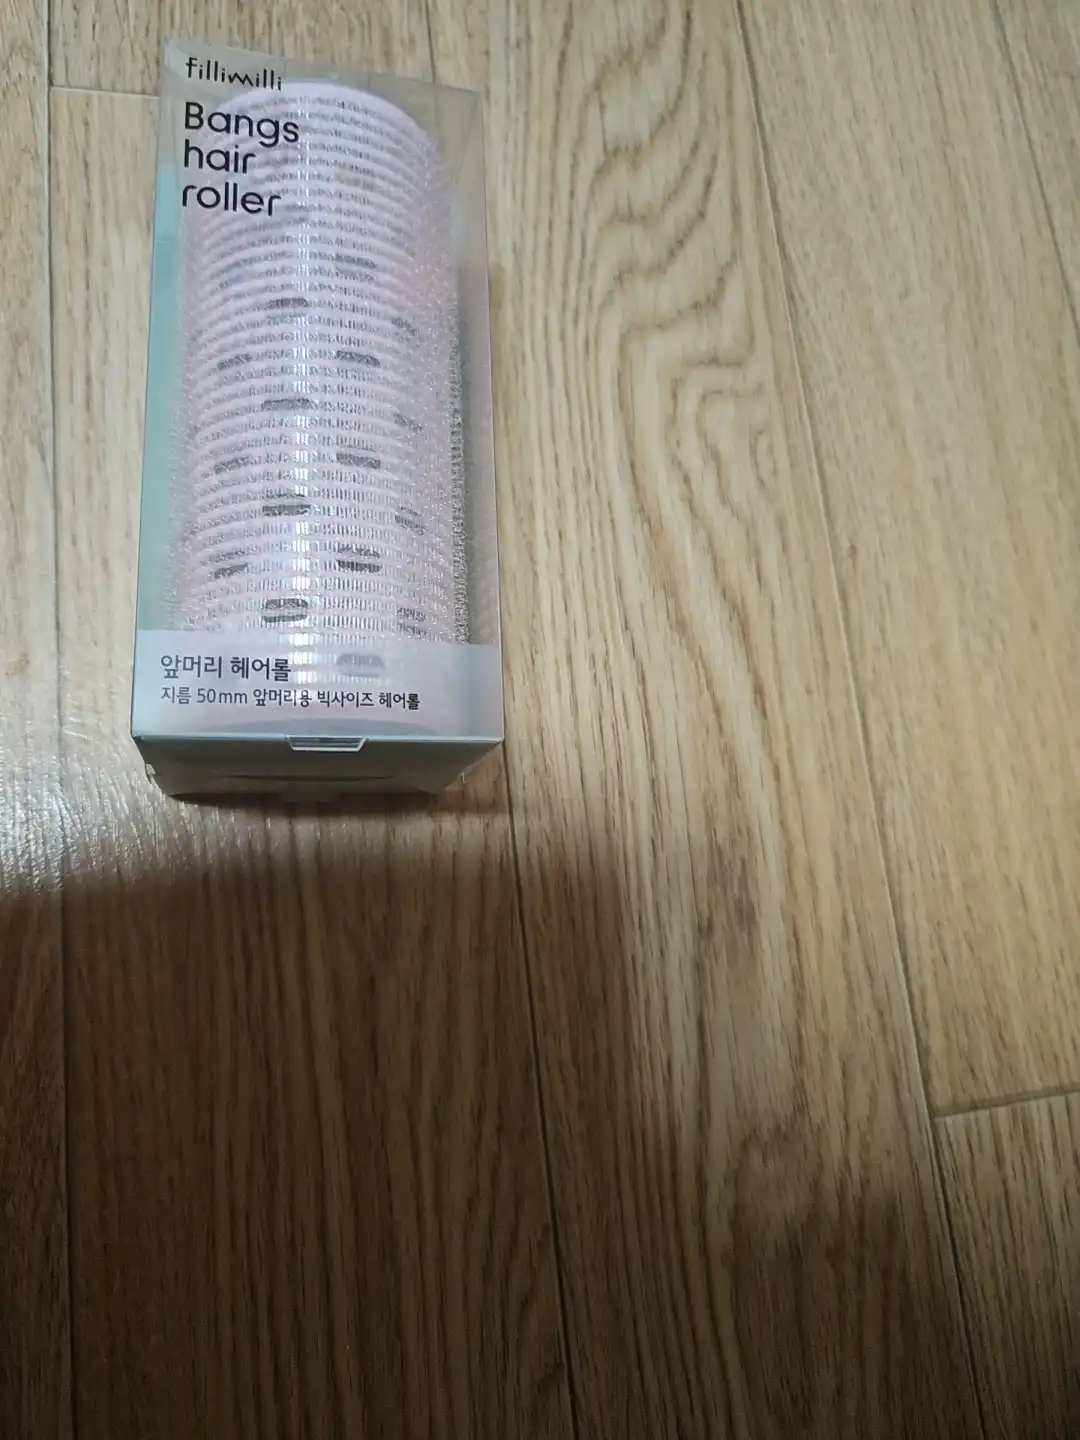 fillimilli
Bangs
hair
roller
앞머리 헤어롤
지름 50mm 앞머리용 빅사이즈 헤어롤